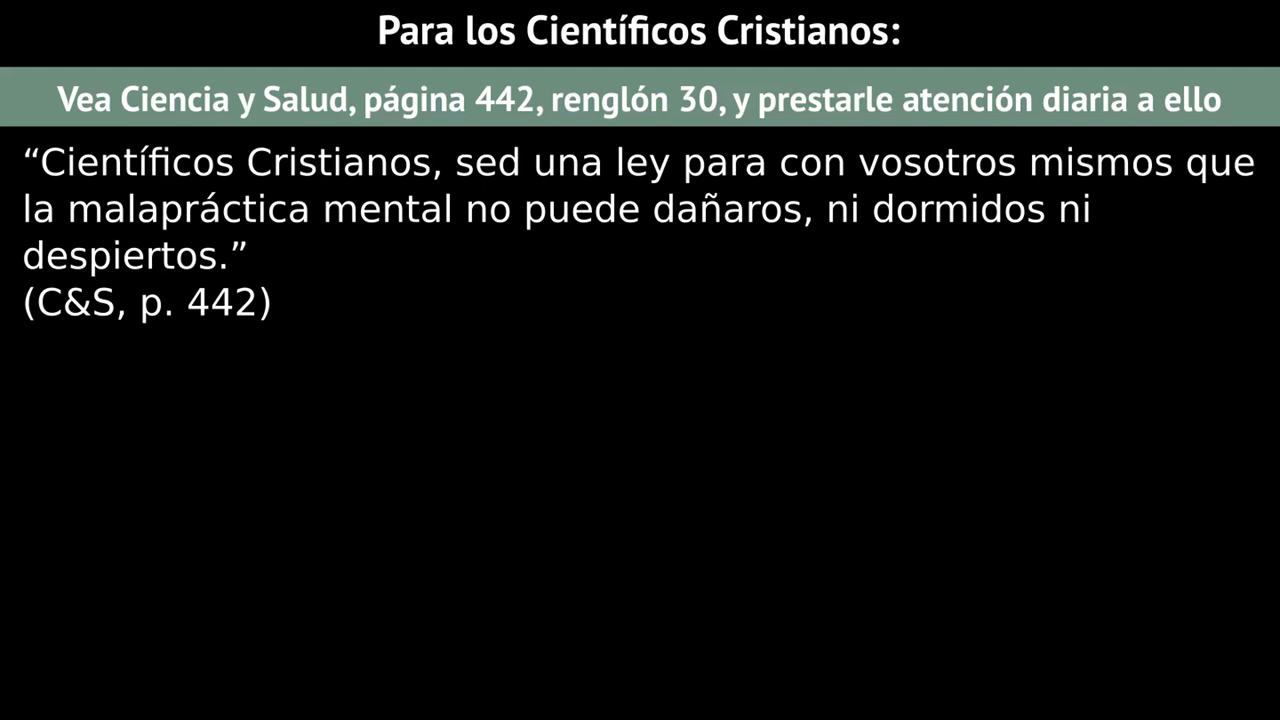 Para los Científicos Cristianos:
Vea Ciencia y Salud, página 442, renglón 30, y prestarle atención diaria a ello
“Científicos Cristianos, sed una ley para con vosotros mismos que
la malapráctica mental no puede dañaros, ni dormidos ni
despiertos.”
(C&S, p. 442)